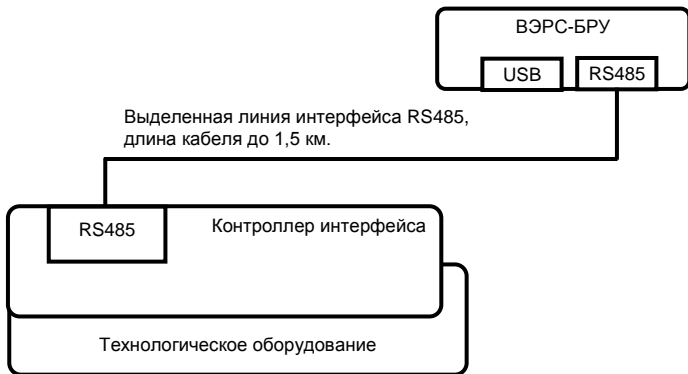 ВЭРС-БРУ
USB
RS485
Выделенная линия интерфейса RS485,
длина кабеля до 1,5 км.
RS485
Контроллер интерфейса
Технологическое оборудование